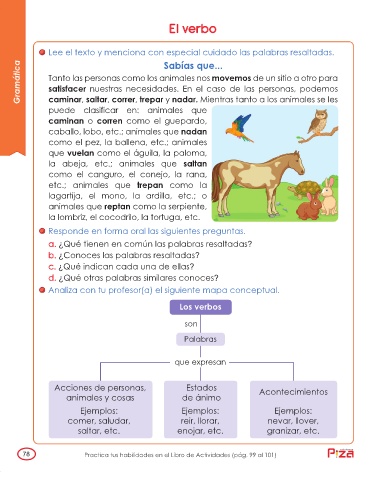 El verbo
Gramática
Lee el texto y menciona con especial cuidado las palabras resaltadas.
Sabías que...
Tanto las personas como los animales nos movemos de un sitio a otro para
satisfacer nuestras necesidades. En el caso de las personas, podemos
caminar, saltar, correr, trepar y nadar. Mientras tanto a los animales se les
puede clasificar en: animales que
caminan o corren como el guepardo,
caballo, lobo, etc.; animales que nadan
como el pez, la ballena, etc.; animales
que vuelan como el águila, la paloma,
la abeja, etc.; animales que saltan
como el canguro, el conejo, la rana,
etc.; animales que trepan como la
lagartija, el mono, la ardilla, etc.; o
animales que reptan como la serpiente,
la lombriz, el cocodrilo, la tortuga, etc.
Responde en forma oral las siguientes preguntas.
a. ¿Qué tienen en común las palabras resaltadas?
b. ¿Conoces las palabras resaltadas?
c. ¿Qué indican cada una de ellas?
d. ¿Qué otras palabras similares conoces?
Analiza con tu profesor(a) el siguiente mapa conceptual.
Los verbos
son
Palabras
que expresan
Acciones de personas,
animales y cosas
Ejemplos:
comer, saludar,
saltar, etc.
Estados
de ánimo
Ejemplos:
reír, llorar,
enojar, etc.
Acontecimientos
Ejemplos:
nevar, llover,
granizar, etc.
78
Practica tus habilidades en el Libro de Actividades (pág. 99 al 101)